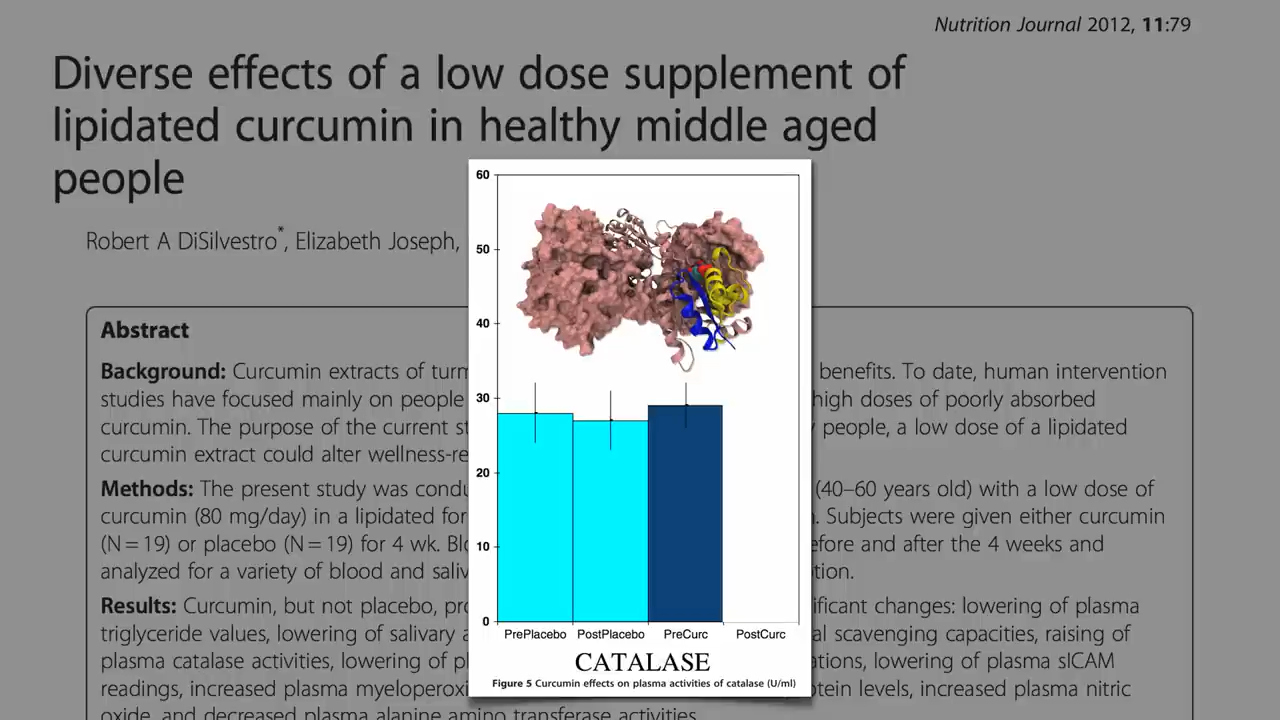 Nutrition Journal 2012, 11:79
Diverse effects of a low dose supplement of
lipidated curcumin in healthy middle aged
people
Robert A DiSilvestro*, Elizabeth Joseph,
Abstract
Background: Curcumin extracts of turm benefits. To date, human intervention
studies have focused mainly on people high doses of poorly absorbed
curcumin. The purpose of the current st y people, a low dose of a lipidated
curcumin extract could alter wellness-re
Methods: The present study was condu (40–60 years old) with a low dose of
curcumin (80 mg/day) in a lipidated for . Subjects were given either curcumin
(N = 19) or placebo (N = 19) for 4 wk. Blo efore and after the 4 weeks and
analyzed for a variety of blood and saliv tion.
Results: Curcumin, but not placebo, pro ificant changes: lowering of plasma
triglyceride values, lowering of salivary a al scavenging capacities, raising of
plasma catalase activities, lowering of pl ations, lowering of plasma sICAM
readings, increased plasma myeloperoxi otein levels, increased plasma nitric
oxide, and decreased plasma alanine amino transferase activities.
60
50
40
30
20
10
0
PrePlacebo PostPlacebo PreCurc PostCurc
CATALASE
Figure 5 Curcumin effects on plasma activities of catalase (U/ml)